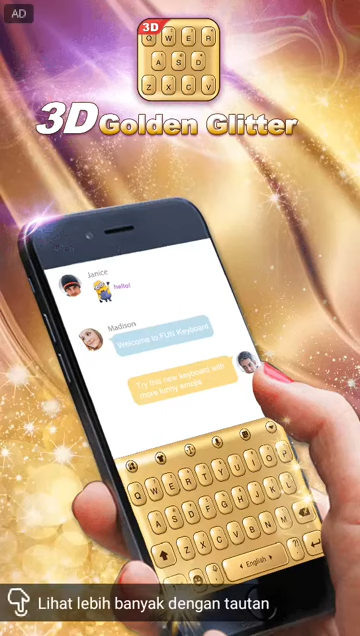 AD
3D
Q W E R
A S D
Z X C V
3D Golden Glitter
Janice
hello!
Madison
Welcome to FUN Keyboard
Try this new keyboard with
more funny emojis
Q W E R T Y U I O P
A S D F G H J K L
Z X C V B N M
English
Lihat lebih banyak dengan tautan